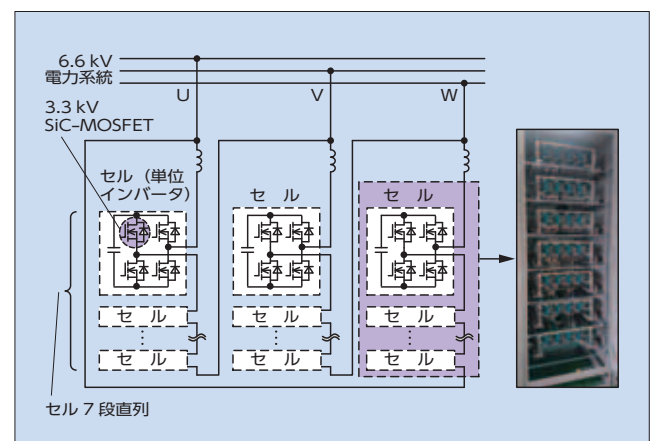 6.6 kV
電力系統
U
V
W
3.3 kV
SiC-MOSFET
セル（単位
インバータ）
セ ル
セ ル
セ ル
セ ル
セ ル
セ ル
セ ル
セ ル
セル 7 段直列